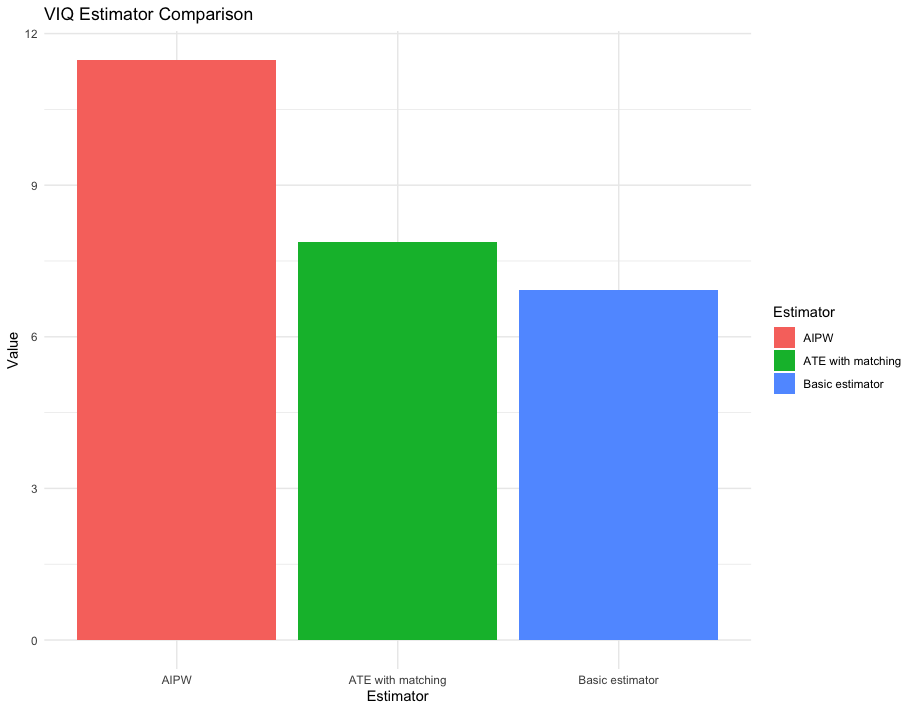 VIQ Estimator Comparison
12
9
6
3
0
Value
AIPW
ATE with matching
Basic estimator
Estimator
Estimator
AIPW
ATE with matching
Basic estimator